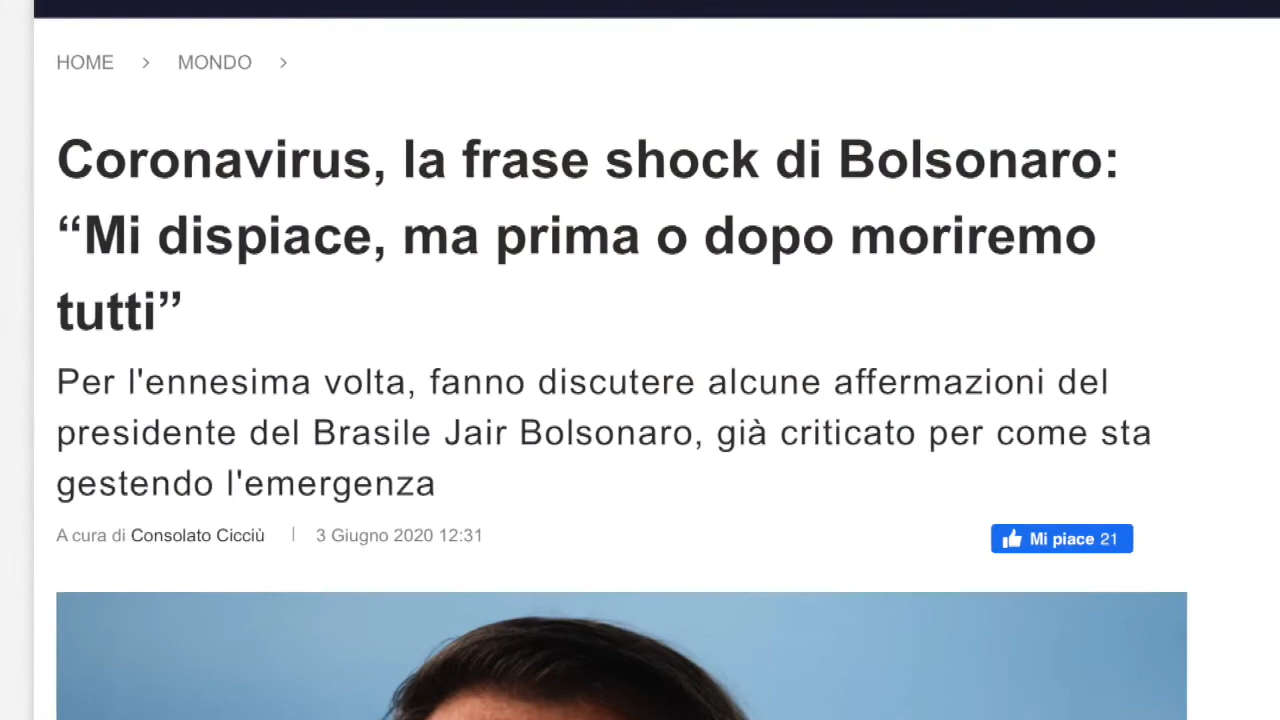 HOME > MONDO >
Coronavirus, la frase shock di Bolsonaro:
“Mi dispiace, ma prima o dopo moriremo
tutti”
Per l'ennesima volta, fanno discutere alcune affermazioni del
presidente del Brasile Jair Bolsonaro, già criticato per come sta
gestendo l'emergenza
A cura di Consolato Cicciù | 3 Giugno 2020 12:31
Mi piace 21